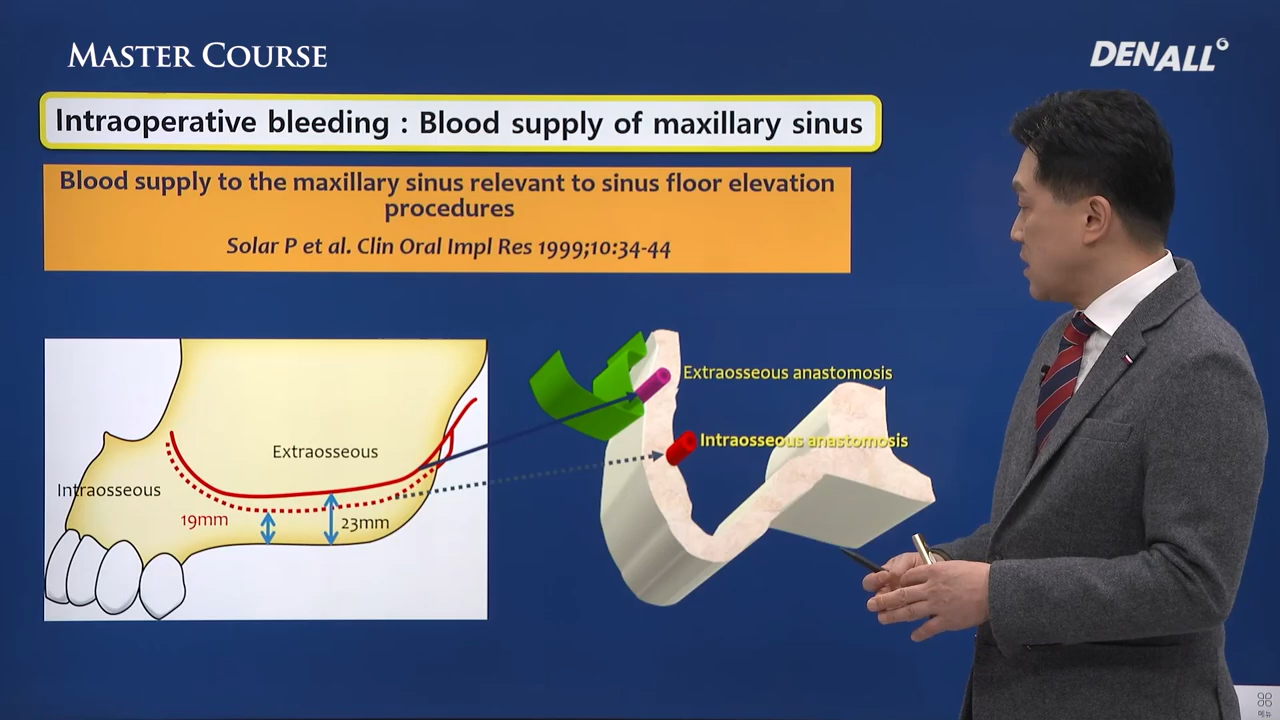 MASTER COURSE
DENALL
Intraoperative bleeding : Blood supply of maxillary sinus
Blood supply to the maxillary sinus relevant to sinus floor elevation
procedures
Solar P et al. Clin Oral Impl Res 1999;10:34-44
Extraosseous anastomosis
Intraosseous anastomosis
Extraosseous
Intraosseous
19mm
23mm
메뉴